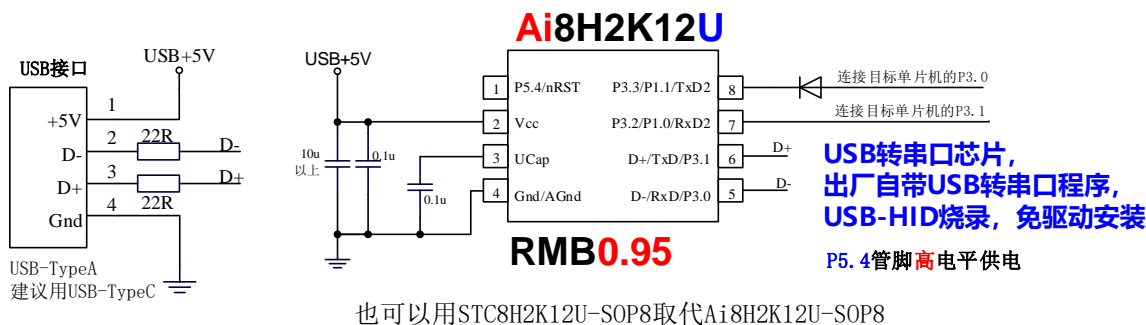 Ai8H2K12U
USB接口
USB+5V
+5V
1
D-
2
22R
D-
D+
3
22R
D+
Gnd
4
USB-TypeA
建议用USB-TypeC
USB+5V
10u
以上
0.1u
0.1u
1
P5.4/nRST
2
Vcc
3
UCap
4
Gnd/AGnd
P3.3/P1.1/TxD2
8
连接目标单片机的P3.0
P3.2/P1.0/RxD2
7
连接目标单片机的P3.1
D+/TxD/P3.1
6
D+
D-/RxD/P3.0
5
D-
RMB0.95
USB转串口芯片,
出厂自带USB转串口程序,
USB-HID烧录，免驱动安装
P5.4管脚高电平供电
也可以用STC8H2K12U-SOP8取代Ai8H2K12U-SOP8